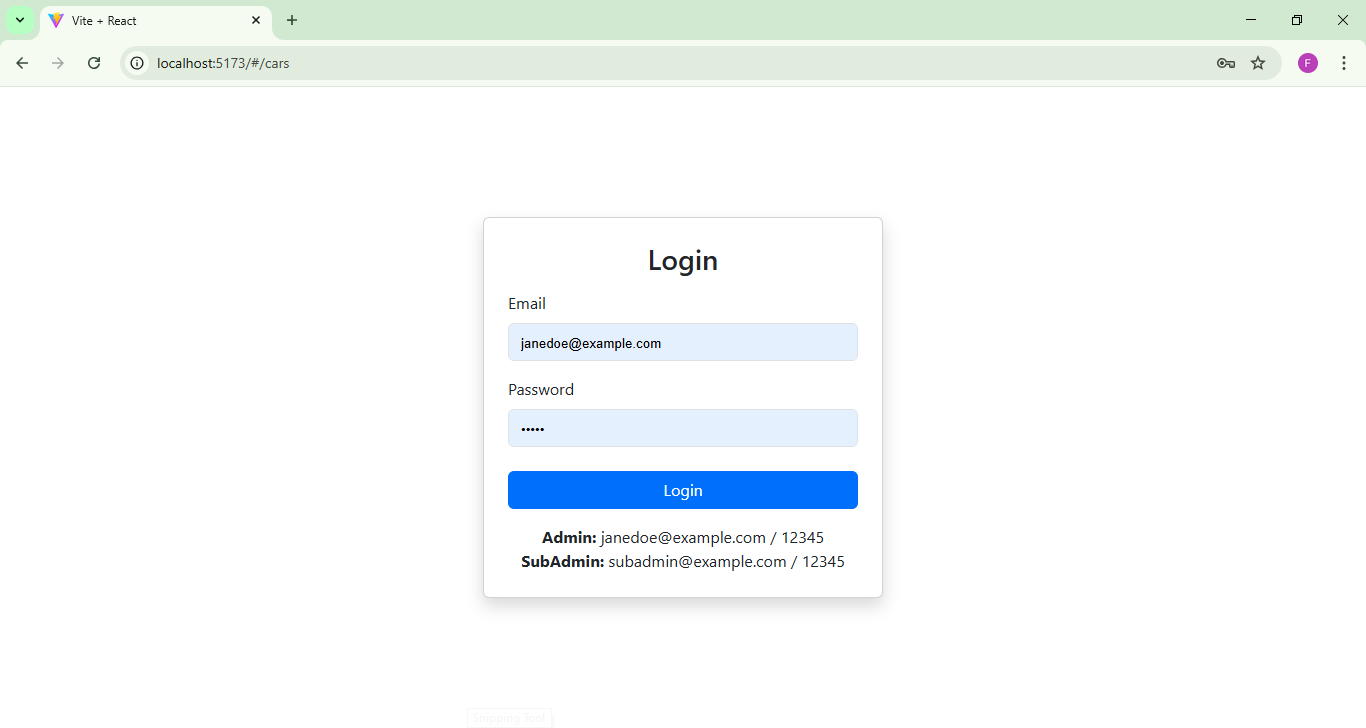 Vite + React
localhost:5173/#/cars
F
Login
Email
janedoe@example.com
Password
•••••
Login
Admin: janedoe@example.com / 12345
SubAdmin: subadmin@example.com / 12345
Snipping Tool